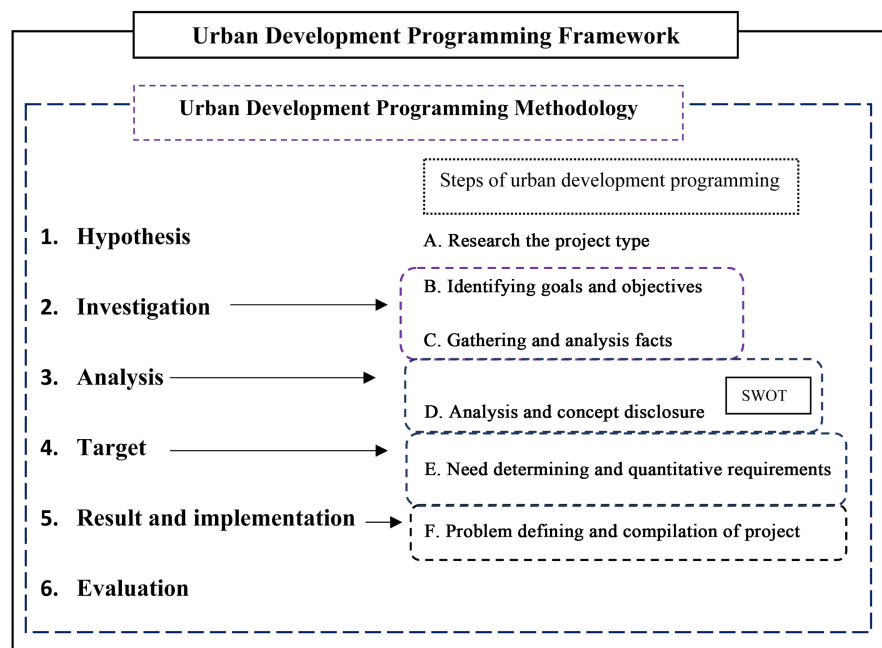 Urban Development Programming Framework
Urban Development Programming Methodology
Steps of urban development programming
1. Hypothesis
A. Research the project type
2. Investigation
B. Identifying goals and objectives
C. Gathering and analysis facts
3. Analysis
SWOT
D. Analysis and concept disclosure
4. Target
E. Need determining and quantitative requirements
5. Result and implementation
F. Problem defining and compilation of project
6. Evaluation